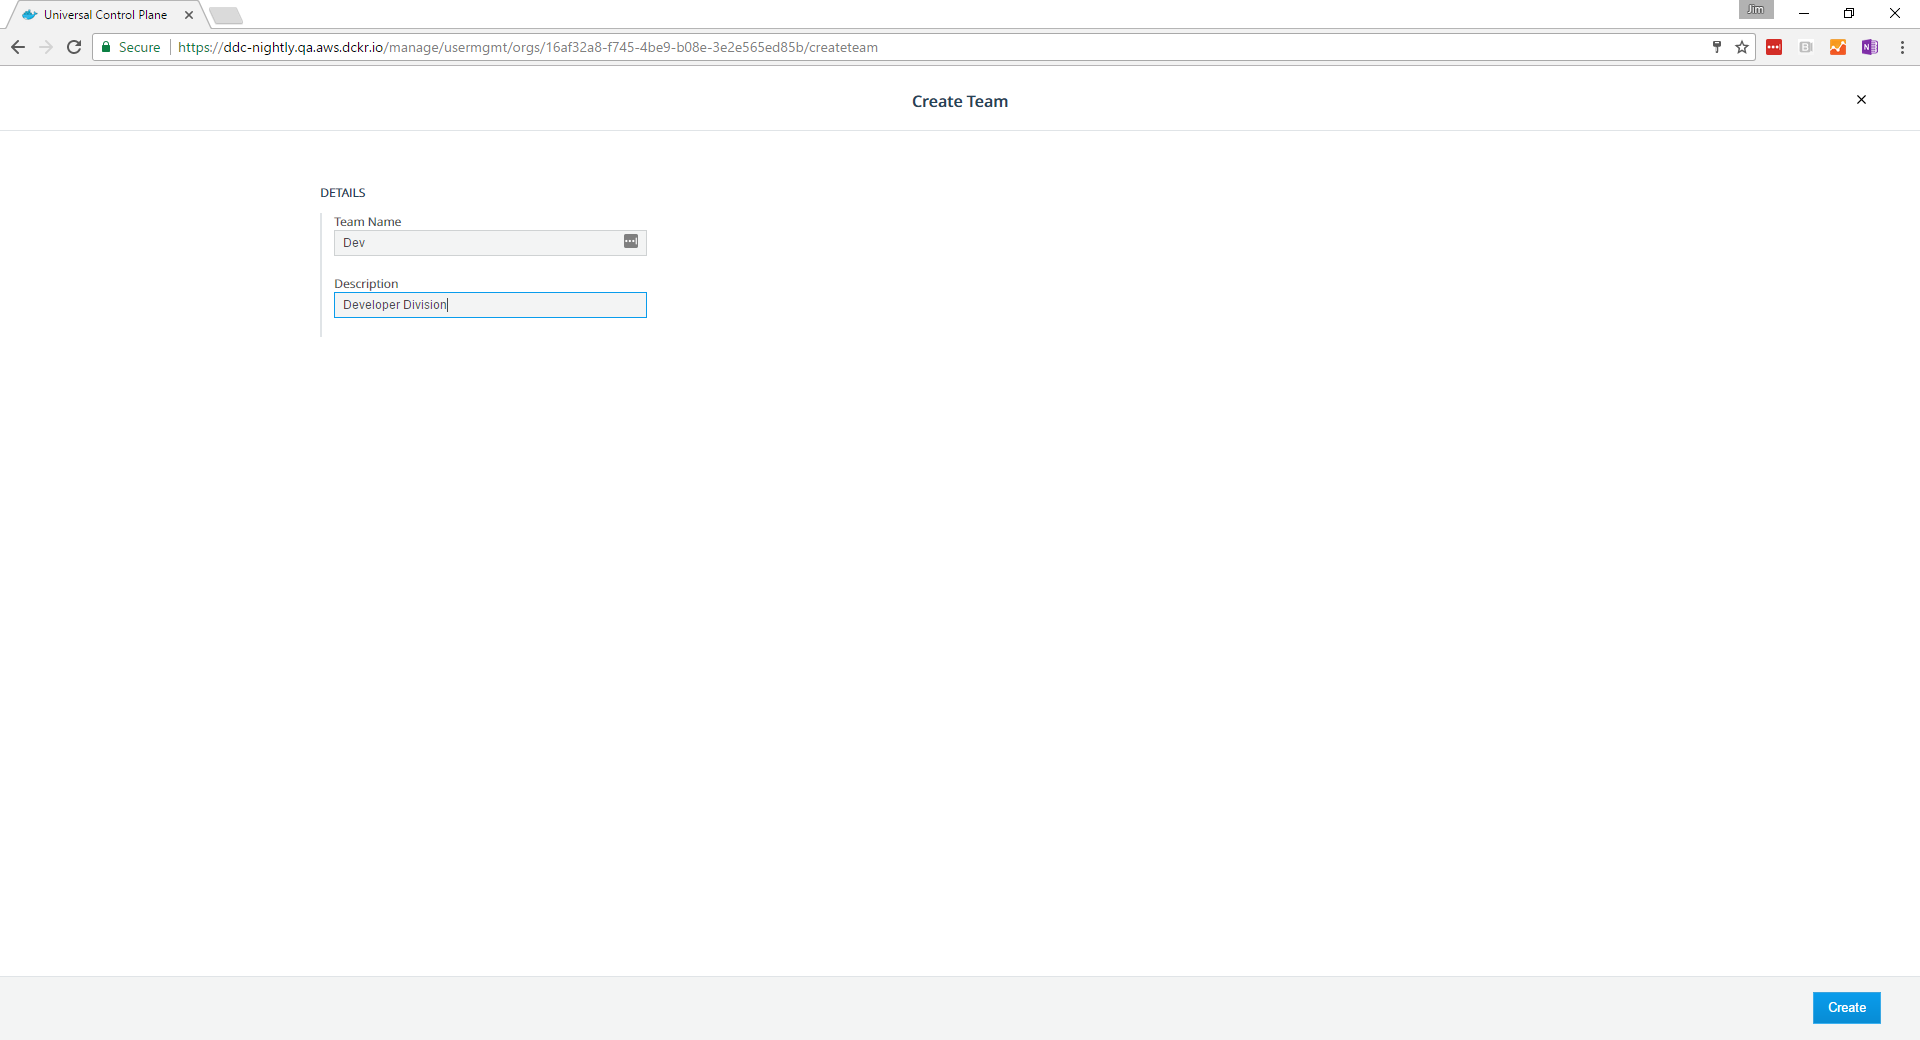 Universal Control Plane
Jim
Secure
https://ddc-nightly.qa.aws.dckr.io/manage/usermgmt/orgs/16af32a8-f745-4be9-b08e-3e2e565ed85b/createteam
Create Team
DETAILS
Team Name
Dev
Description
Developer Division
Create